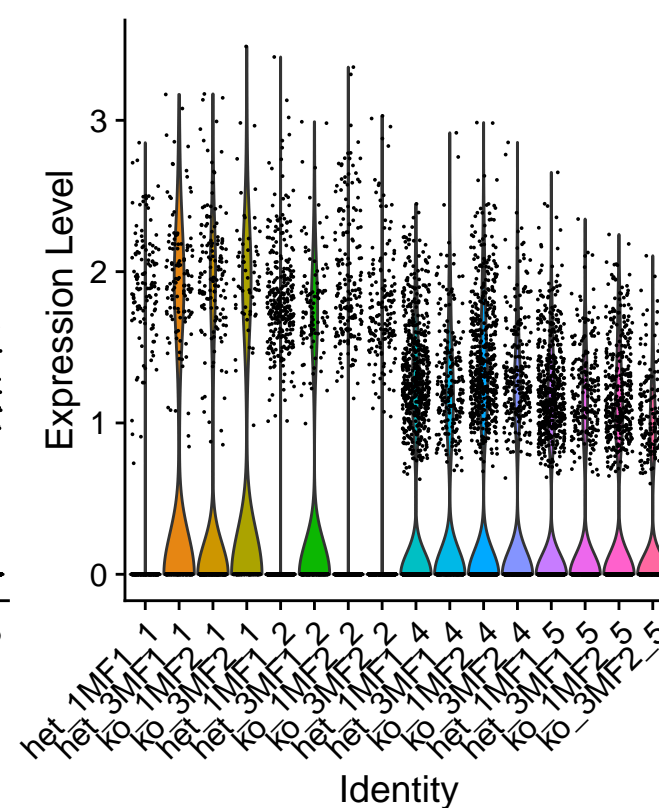 Expression Level
3
2
1
0
het_1MF1_1
het_3MF1_1
ko_1MF2_1
ko_3MF2_1
het_1MF1_2
het_3MF1_2
ko_1MF2_2
ko_3MF2_2
het_1MF1_4
het_3MF1_4
ko_1MF2_4
ko_3MF2_4
het_1MF1_5
het_3MF1_5
ko_1MF2_5
ko_3MF2_5
Identity